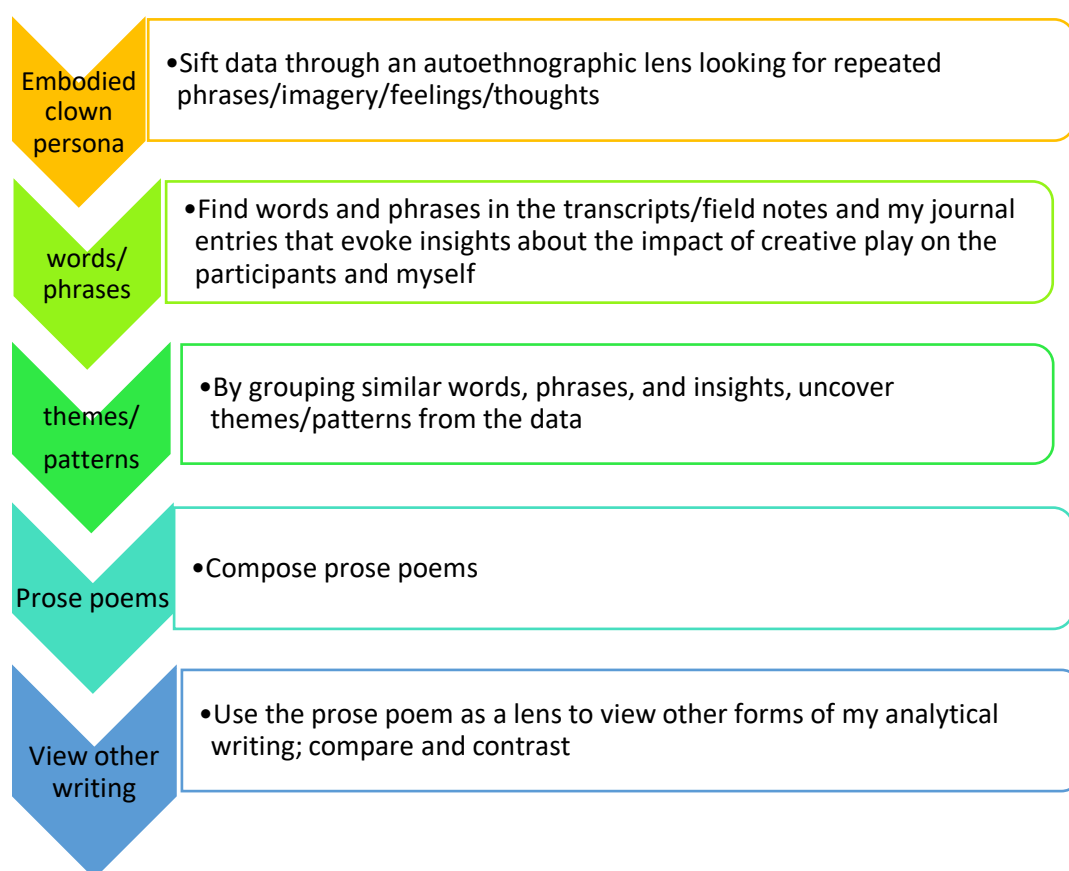 Embodied
clown
persona
•Sift data through an autoethnographic lens looking for repeated
phrases/imagery/feelings/thoughts
words/
phrases
•Find words and phrases in the transcripts/field notes and my journal
entries that evoke insights about the impact of creative play on the
participants and myself
themes/
patterns
•By grouping similar words, phrases, and insights, uncover
themes/patterns from the data
Prose poems
•Compose prose poems
View other
writing
•Use the prose poem as a lens to view other forms of my analytical
writing; compare and contrast